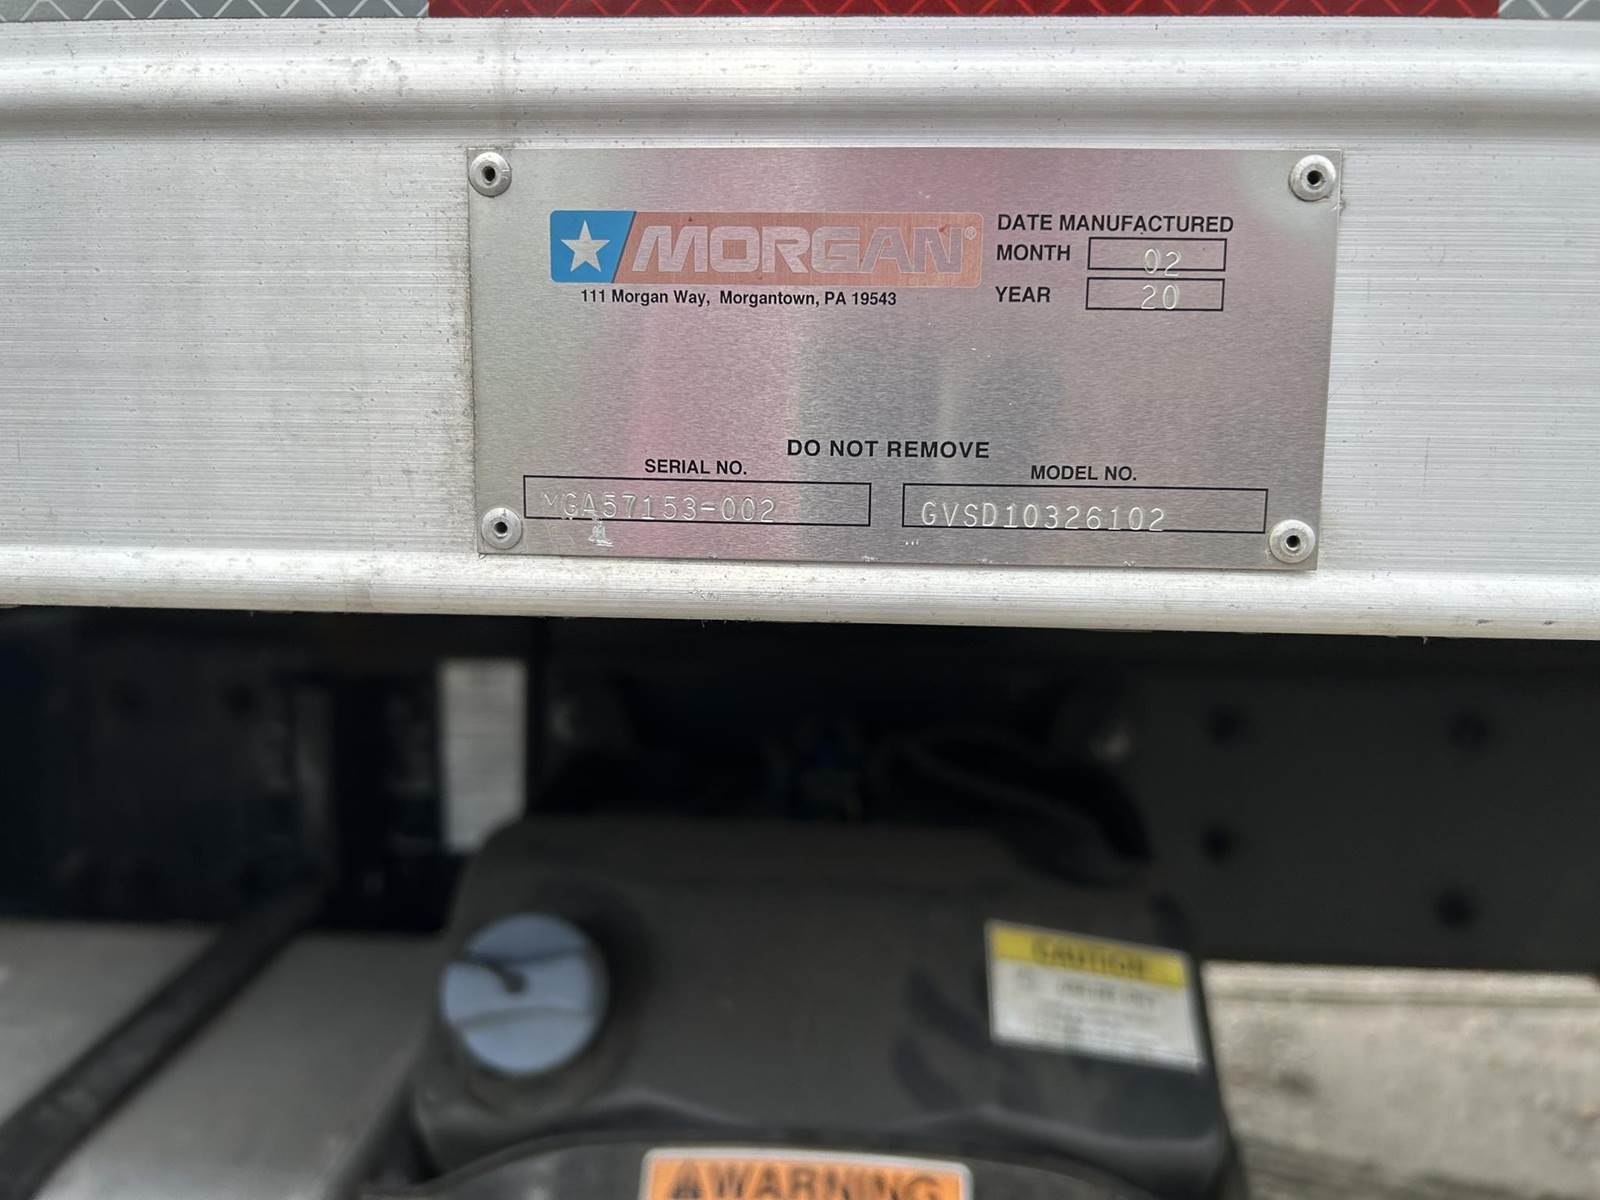 MORGAN®
111 Morgan Way, Morgantown, PA 19543
DATE MANUFACTURED
MONTH 02
YEAR 20
DO NOT REMOVE
SERIAL NO.
MGA57153-002
MODEL NO.
GVSD10326102
CAUTION
WARNING